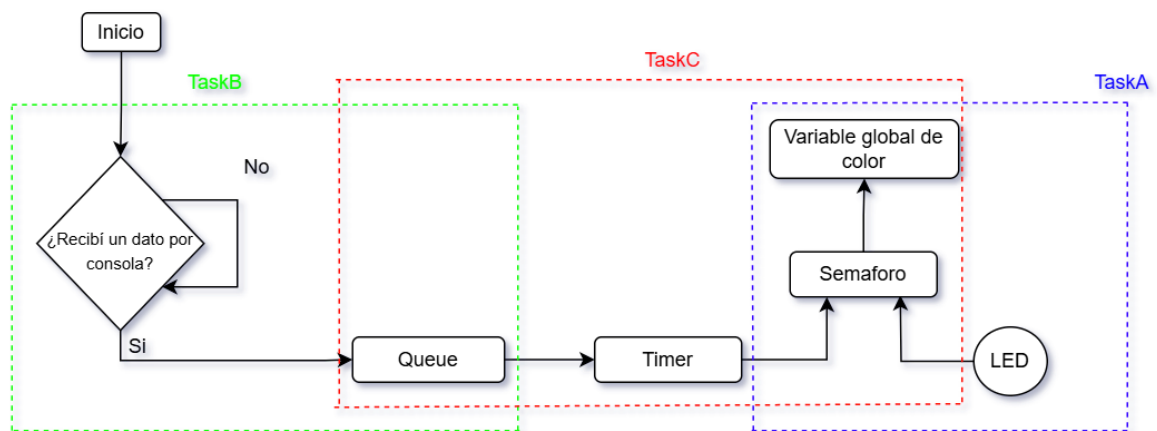 Inicio
TaskB
TaskC
TaskA
Variable global de
color
No
¿Recibí un dato por
consola?
Semaforo
Si
Queue
Timer
LED